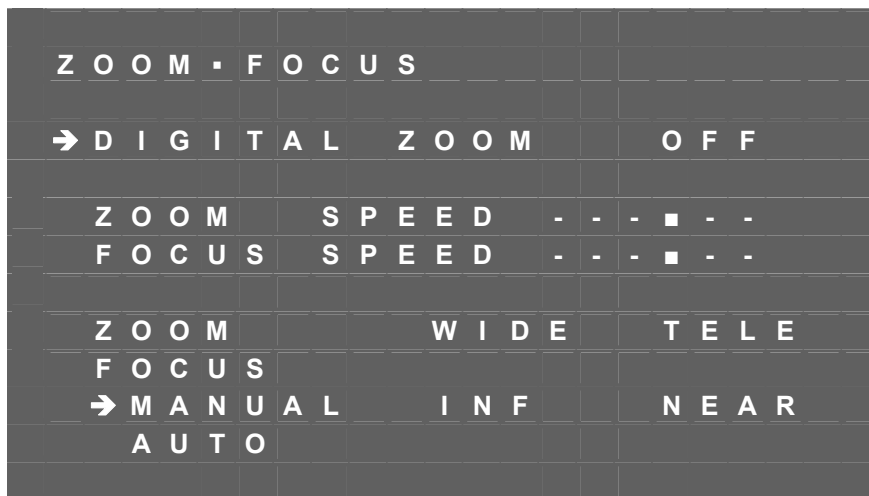 ZOOM▪FOCUS
➔DIGITAL ZOOM OFF
ZOOM SPEED ---■--
FOCUS SPEED ---■--
ZOOM WIDE TELE
FOCUS
➔MANUAL INF NEAR
AUTO